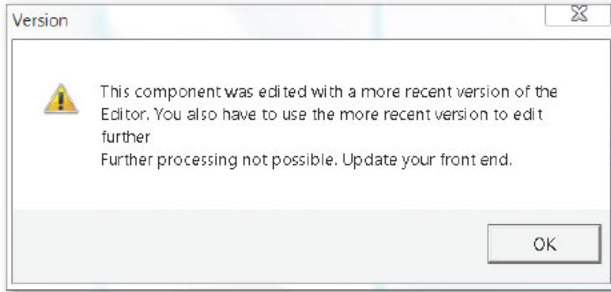 Version
This component was edited with a more recent version of the
Editor. You also have to use the more recent version to edit
further
Further processing not possible. Update your front end.
OK